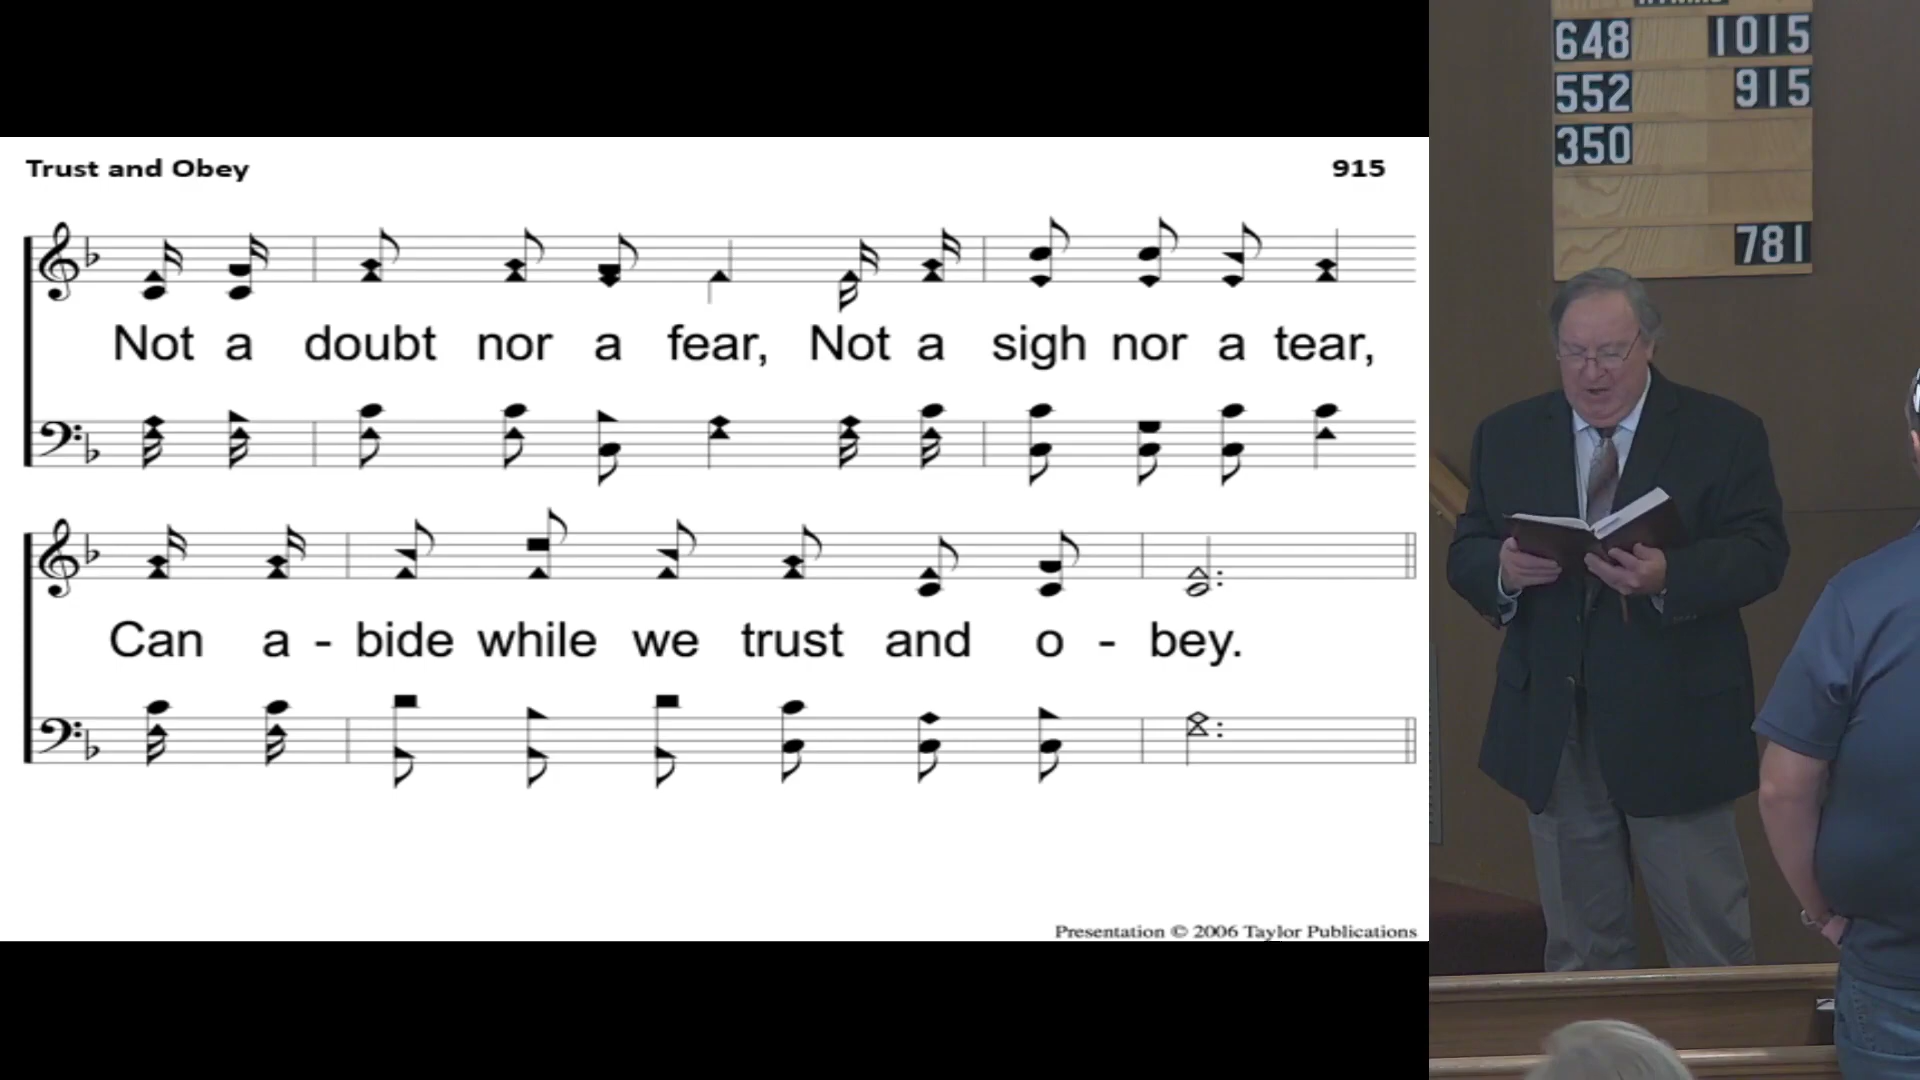 Trust and Obey 915
Not a doubt nor a fear, Not a sigh nor a tear,
Can a - bide while we trust and o - bey.
Presentation © 2006 Taylor Publications
648 1015
552 915
350
781